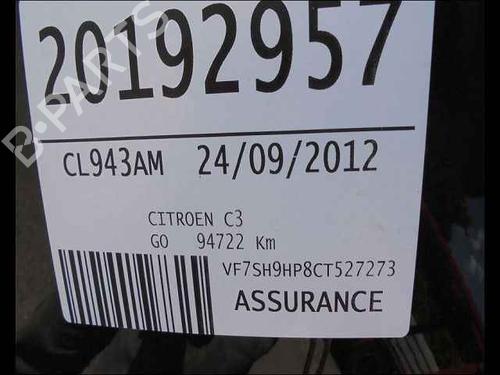 20192957
B-PARTS
CL943AM 24/09/2012
CITROEN C3
GO 94722 Km
VF7SH9HP8CT527273
ASSURANCE